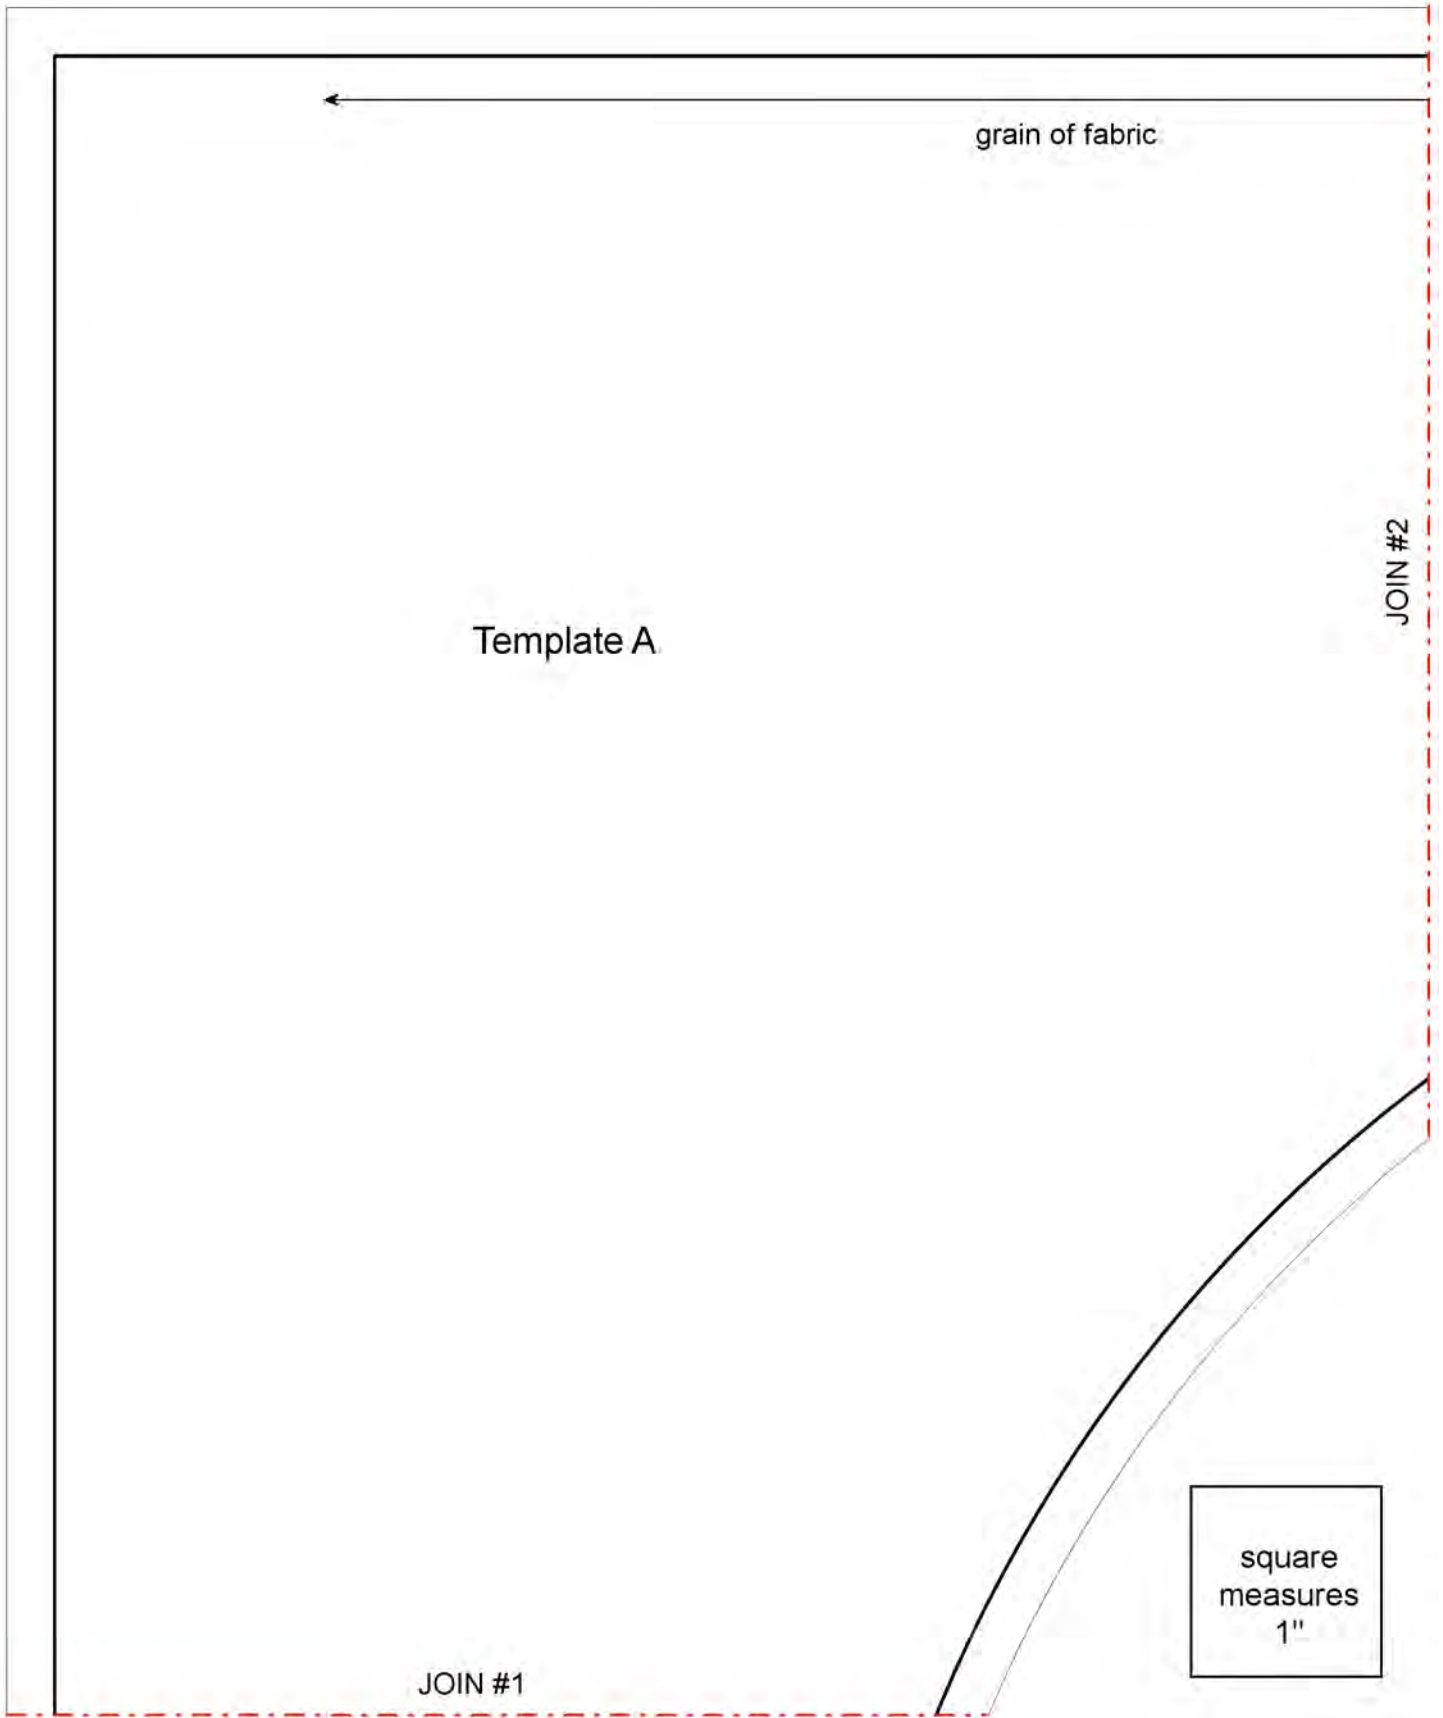 grain of fabric
JOIN #2
Template A
square
measures
1"
JOIN #1